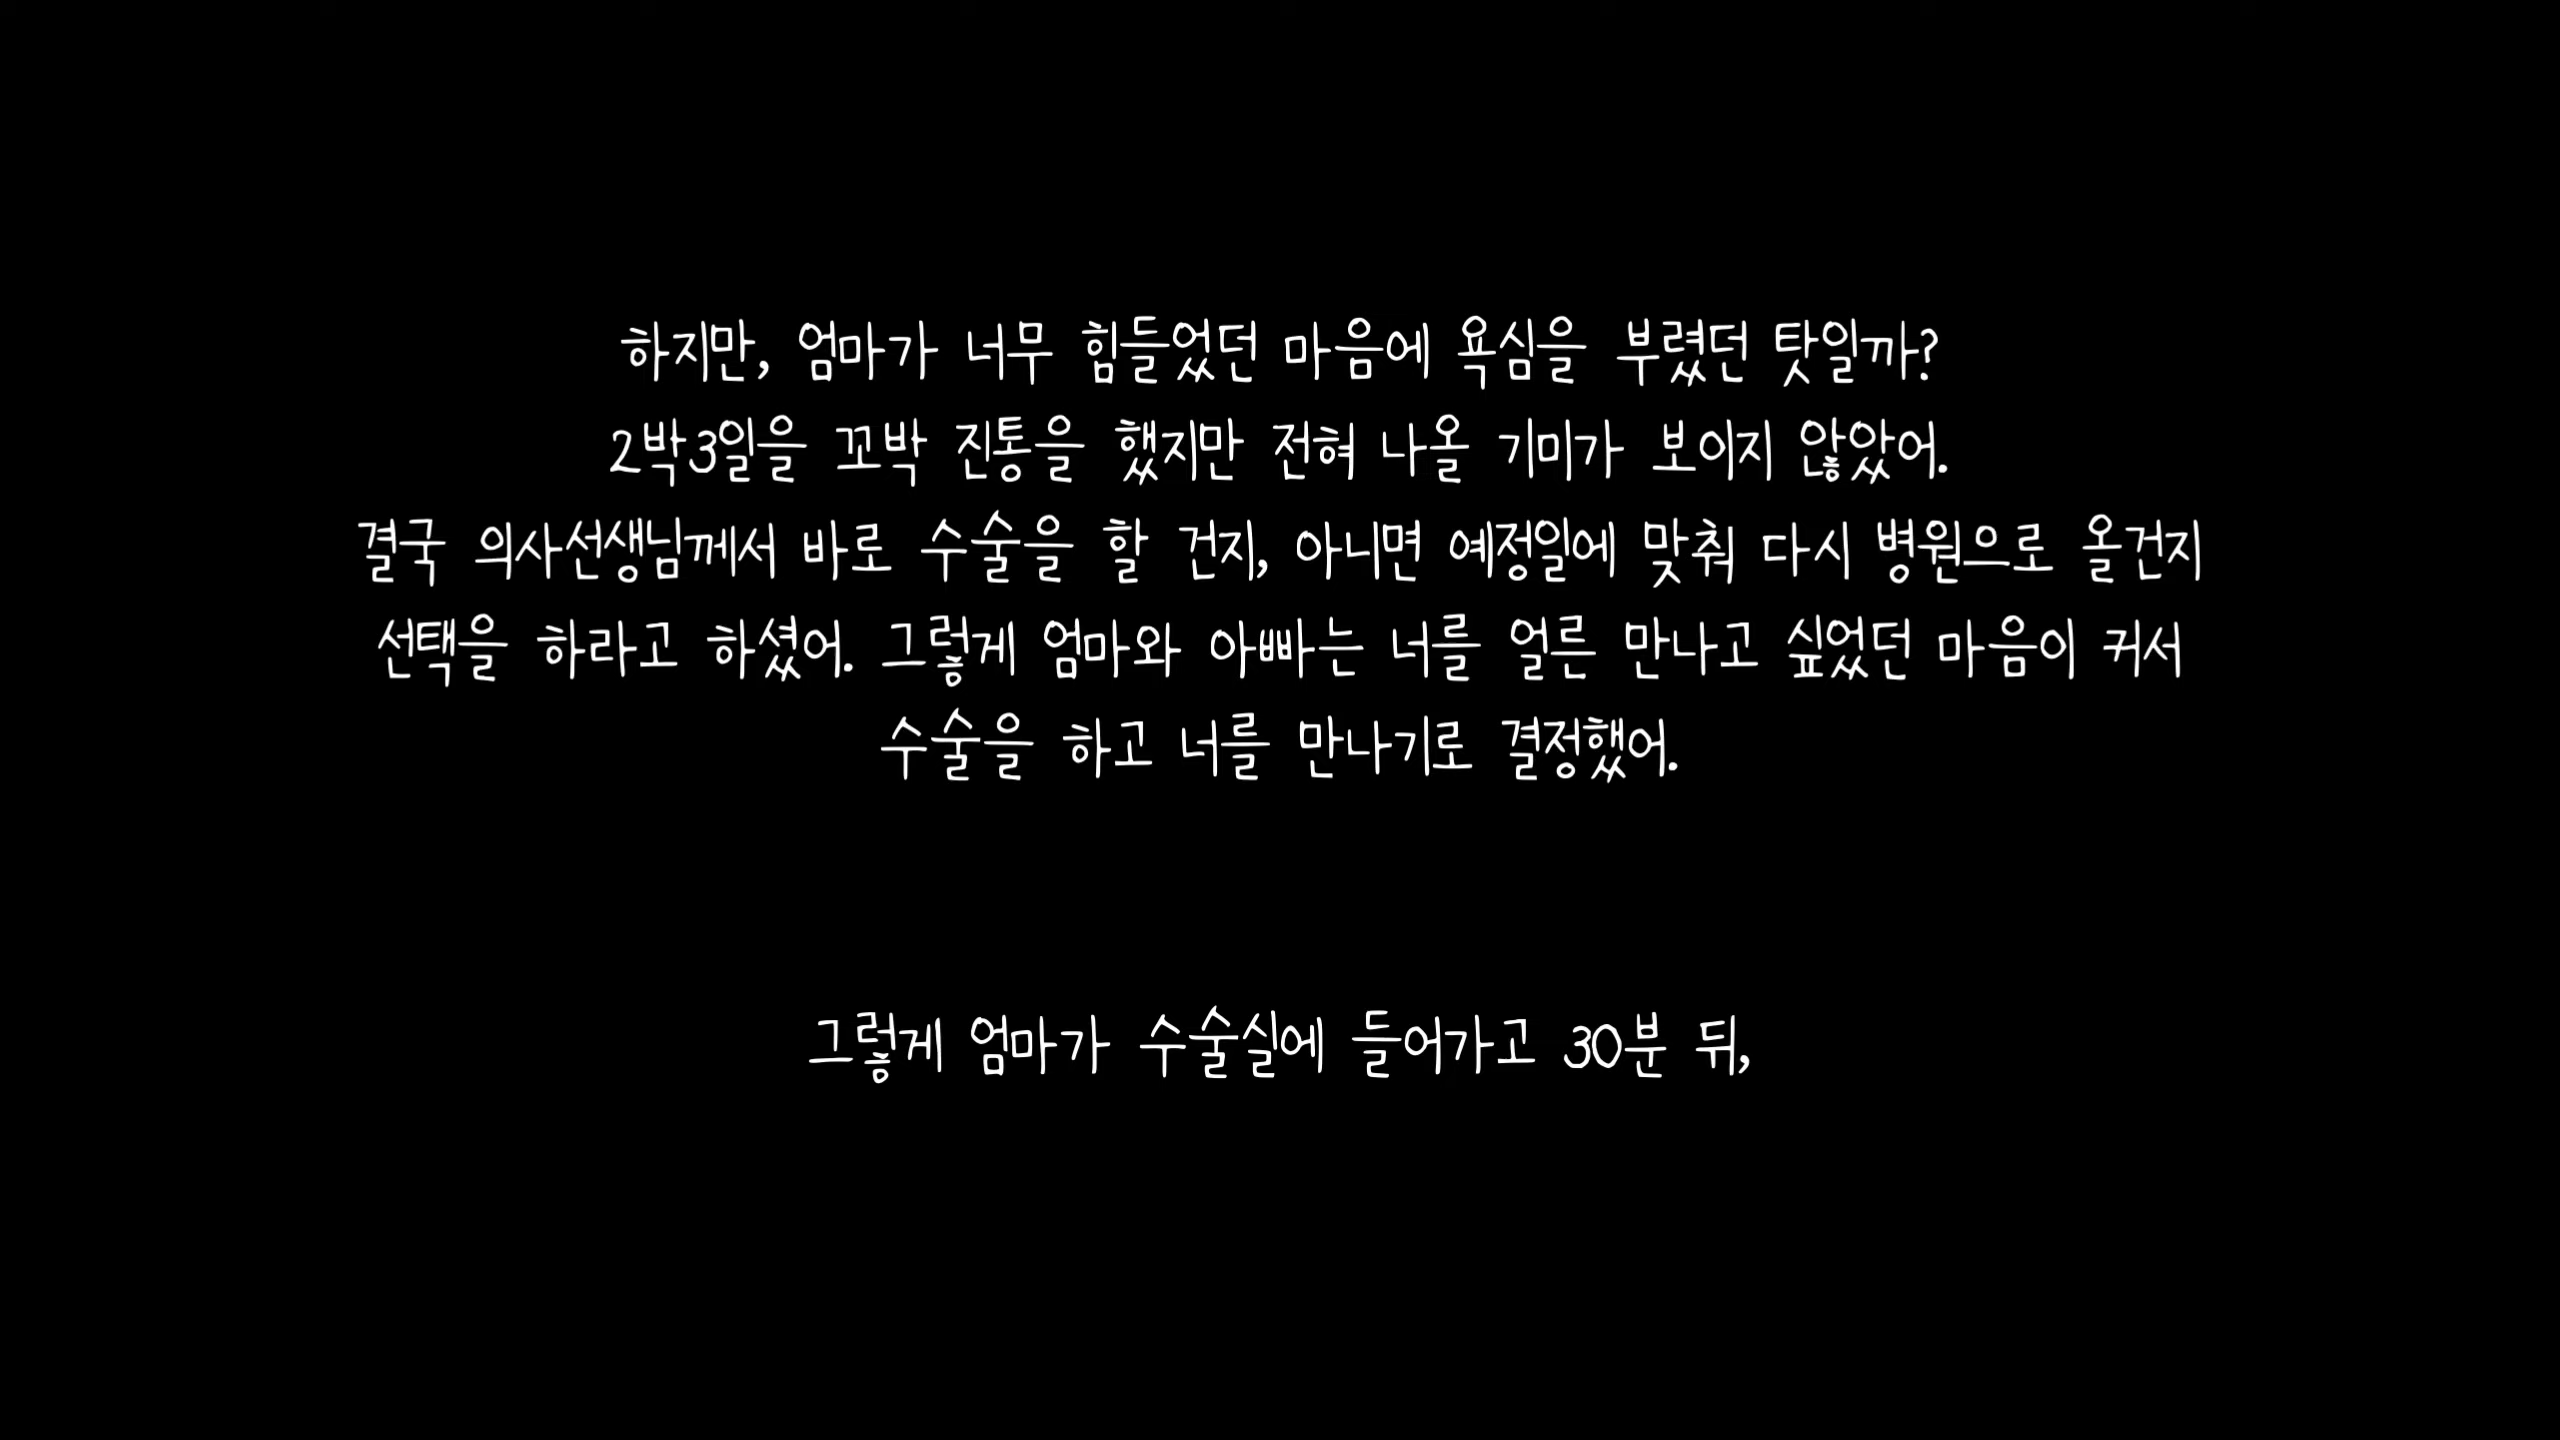 하지만, 엄마가 너무 힘들었던 마음에 욕심을 부렸던 탓일까?
2박3일을 꼬박 진통을 했지만 전혀 나올 기미가 보이지 않았어.
결국 의사선생님께서 바로 수술을 할 건지, 아니면 예정일에 맞춰 다시 병원으로 올건지
선택을 하라고 하셨어. 그렇게 엄마와 아빠는 너를 얼른 만나고 싶었던 마음이 커서
수술을 하고 너를 만나기로 결정했어.
그렇게 엄마가 수술실에 들어가고 30분 뒤,